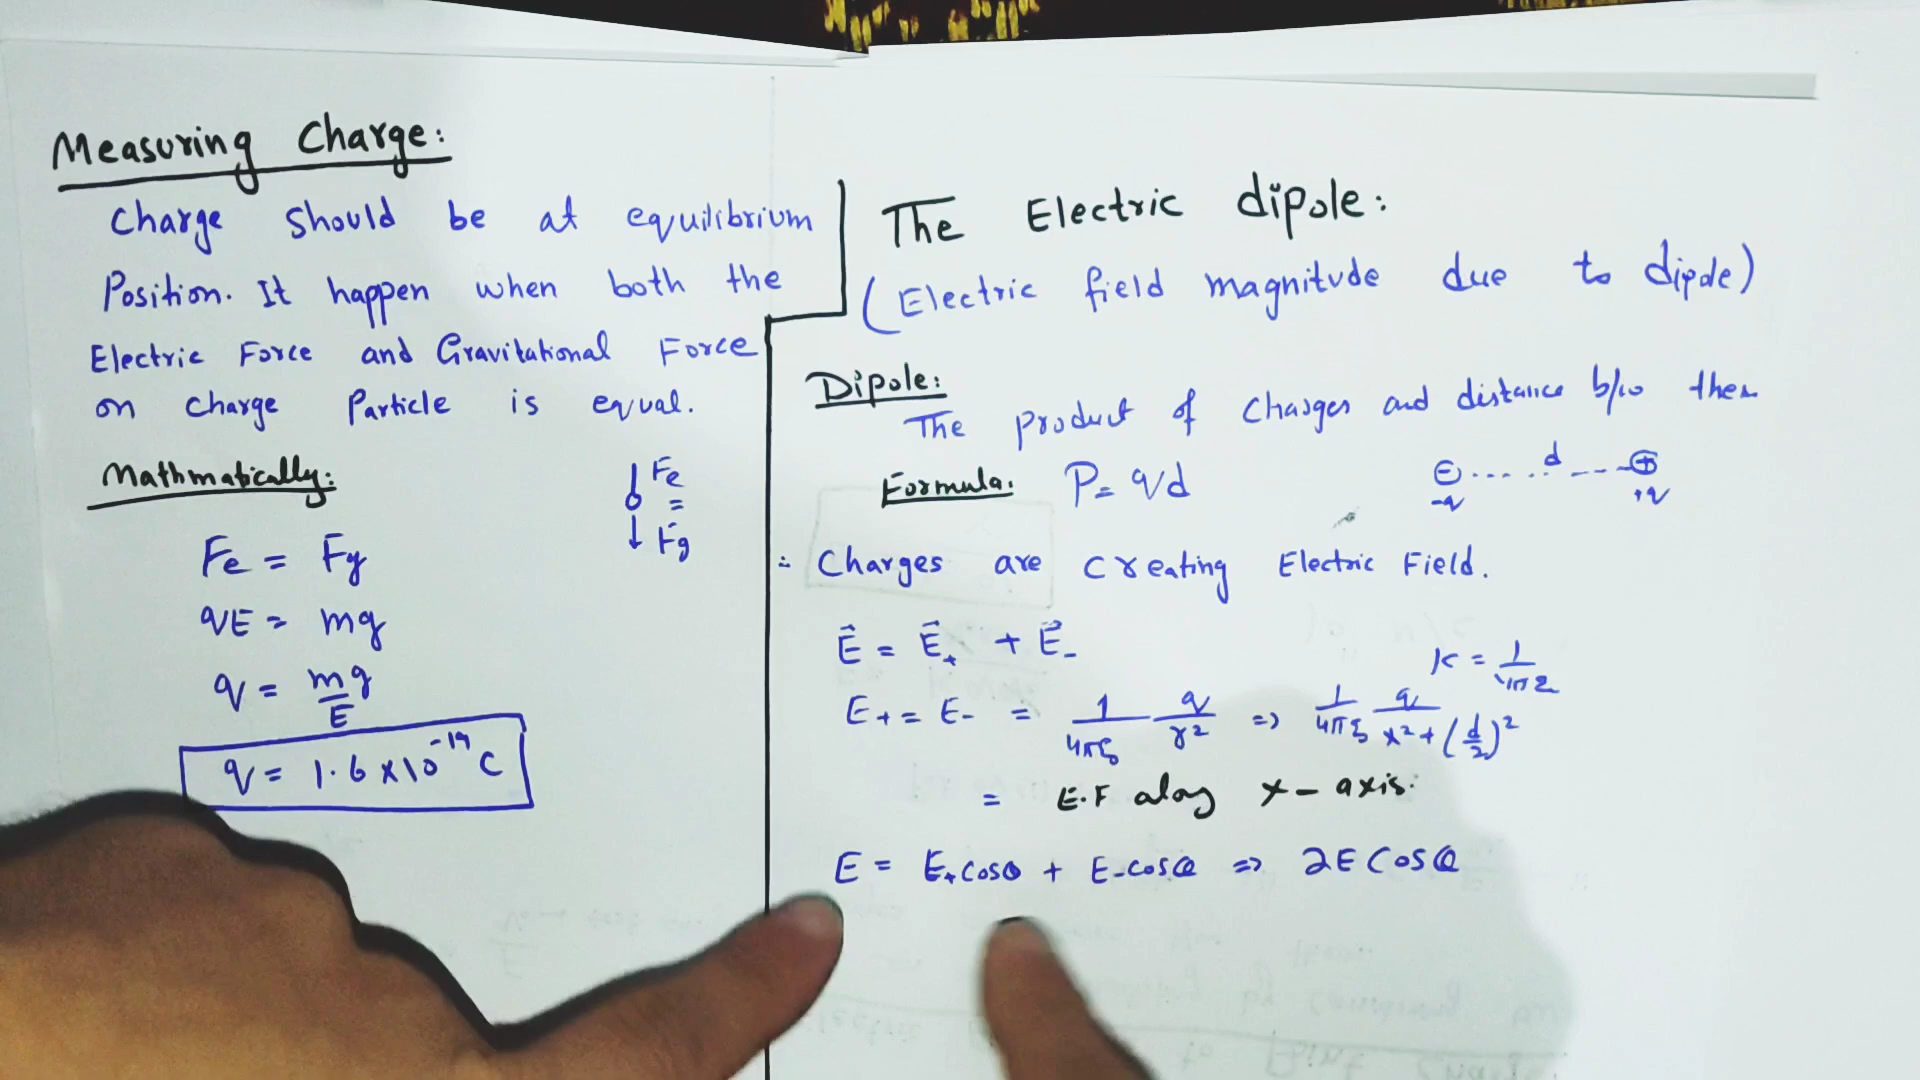 Measuring Charge:
Charge should be at equilibrium
Position. It happen when both the
Electric Force and Gravitational Force
on charge Particle is equal.
Mathmatically:
Fe
=
Fg
Fe = Fg
qE = mg
q = mg/E
q = 1.6 x 10^-19 C
The Electric dipole:
(Electric field magnitude due to dipole)
Dipole:
The product of charges and distance b/w them
Formula: P = qd
⊖ .... d --- ⊕
-q +q
∴ Charges are creating Electric Field.
E⃗ = E⃗+ + E⃗-
K = 1/4πε
E+ = E- = 1/4πε q/r² => 1/4πε q/x²+(d/2)²
= E.F along x-axis.
E = E+cosθ + E-cosθ => 2E Cosθ